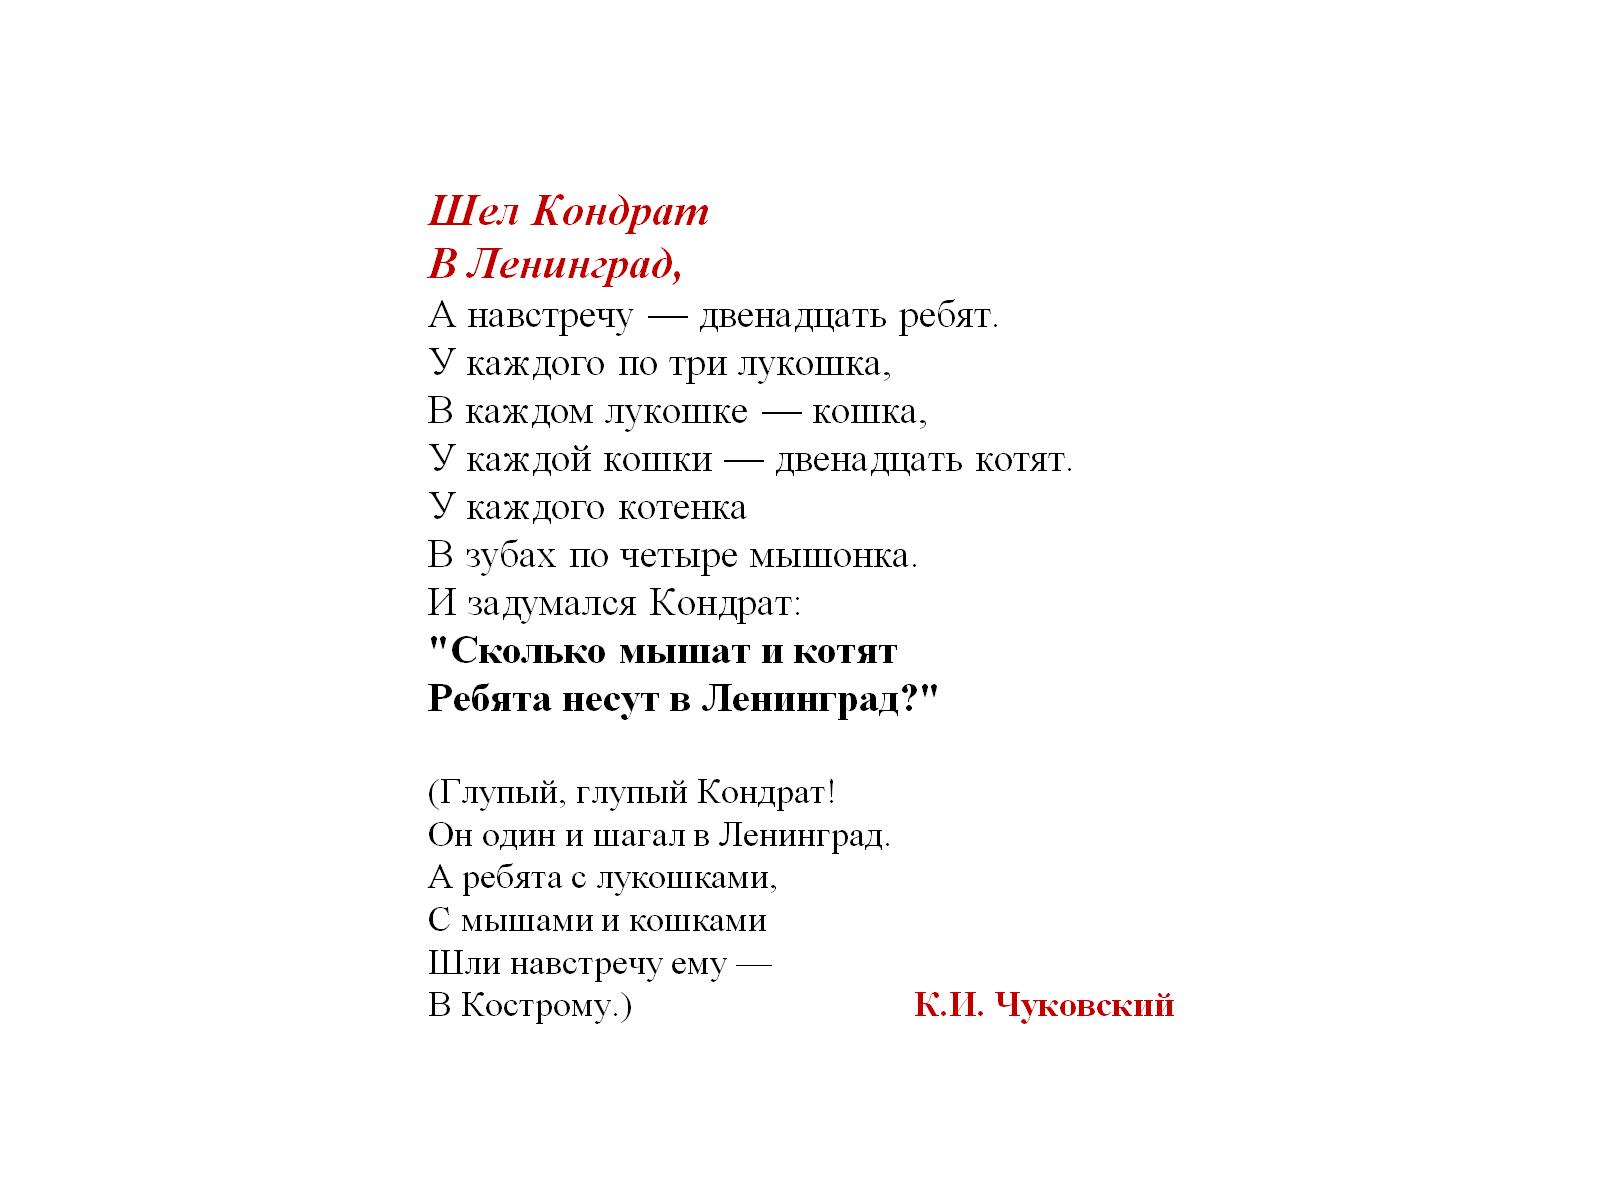 Шел Кондрат
В Ленинград,
А навстречу — двенадцать ребят.
У каждого по три лукошка,
В каждом лукошке — кошка,
У каждой кошки — двенадцать котят.
У каждого котенка
В зубах по четыре мышонка.
И задумался Кондрат:
"Сколько мышат и котят
Ребята несут в Ленинград?"
(Глупый, глупый Кондрат!
Он один и шагал в Ленинград.
А ребята с лукошками,
С мышами и кошками
Шли навстречу ему —
В Кострому.)
К.И. Чуковский